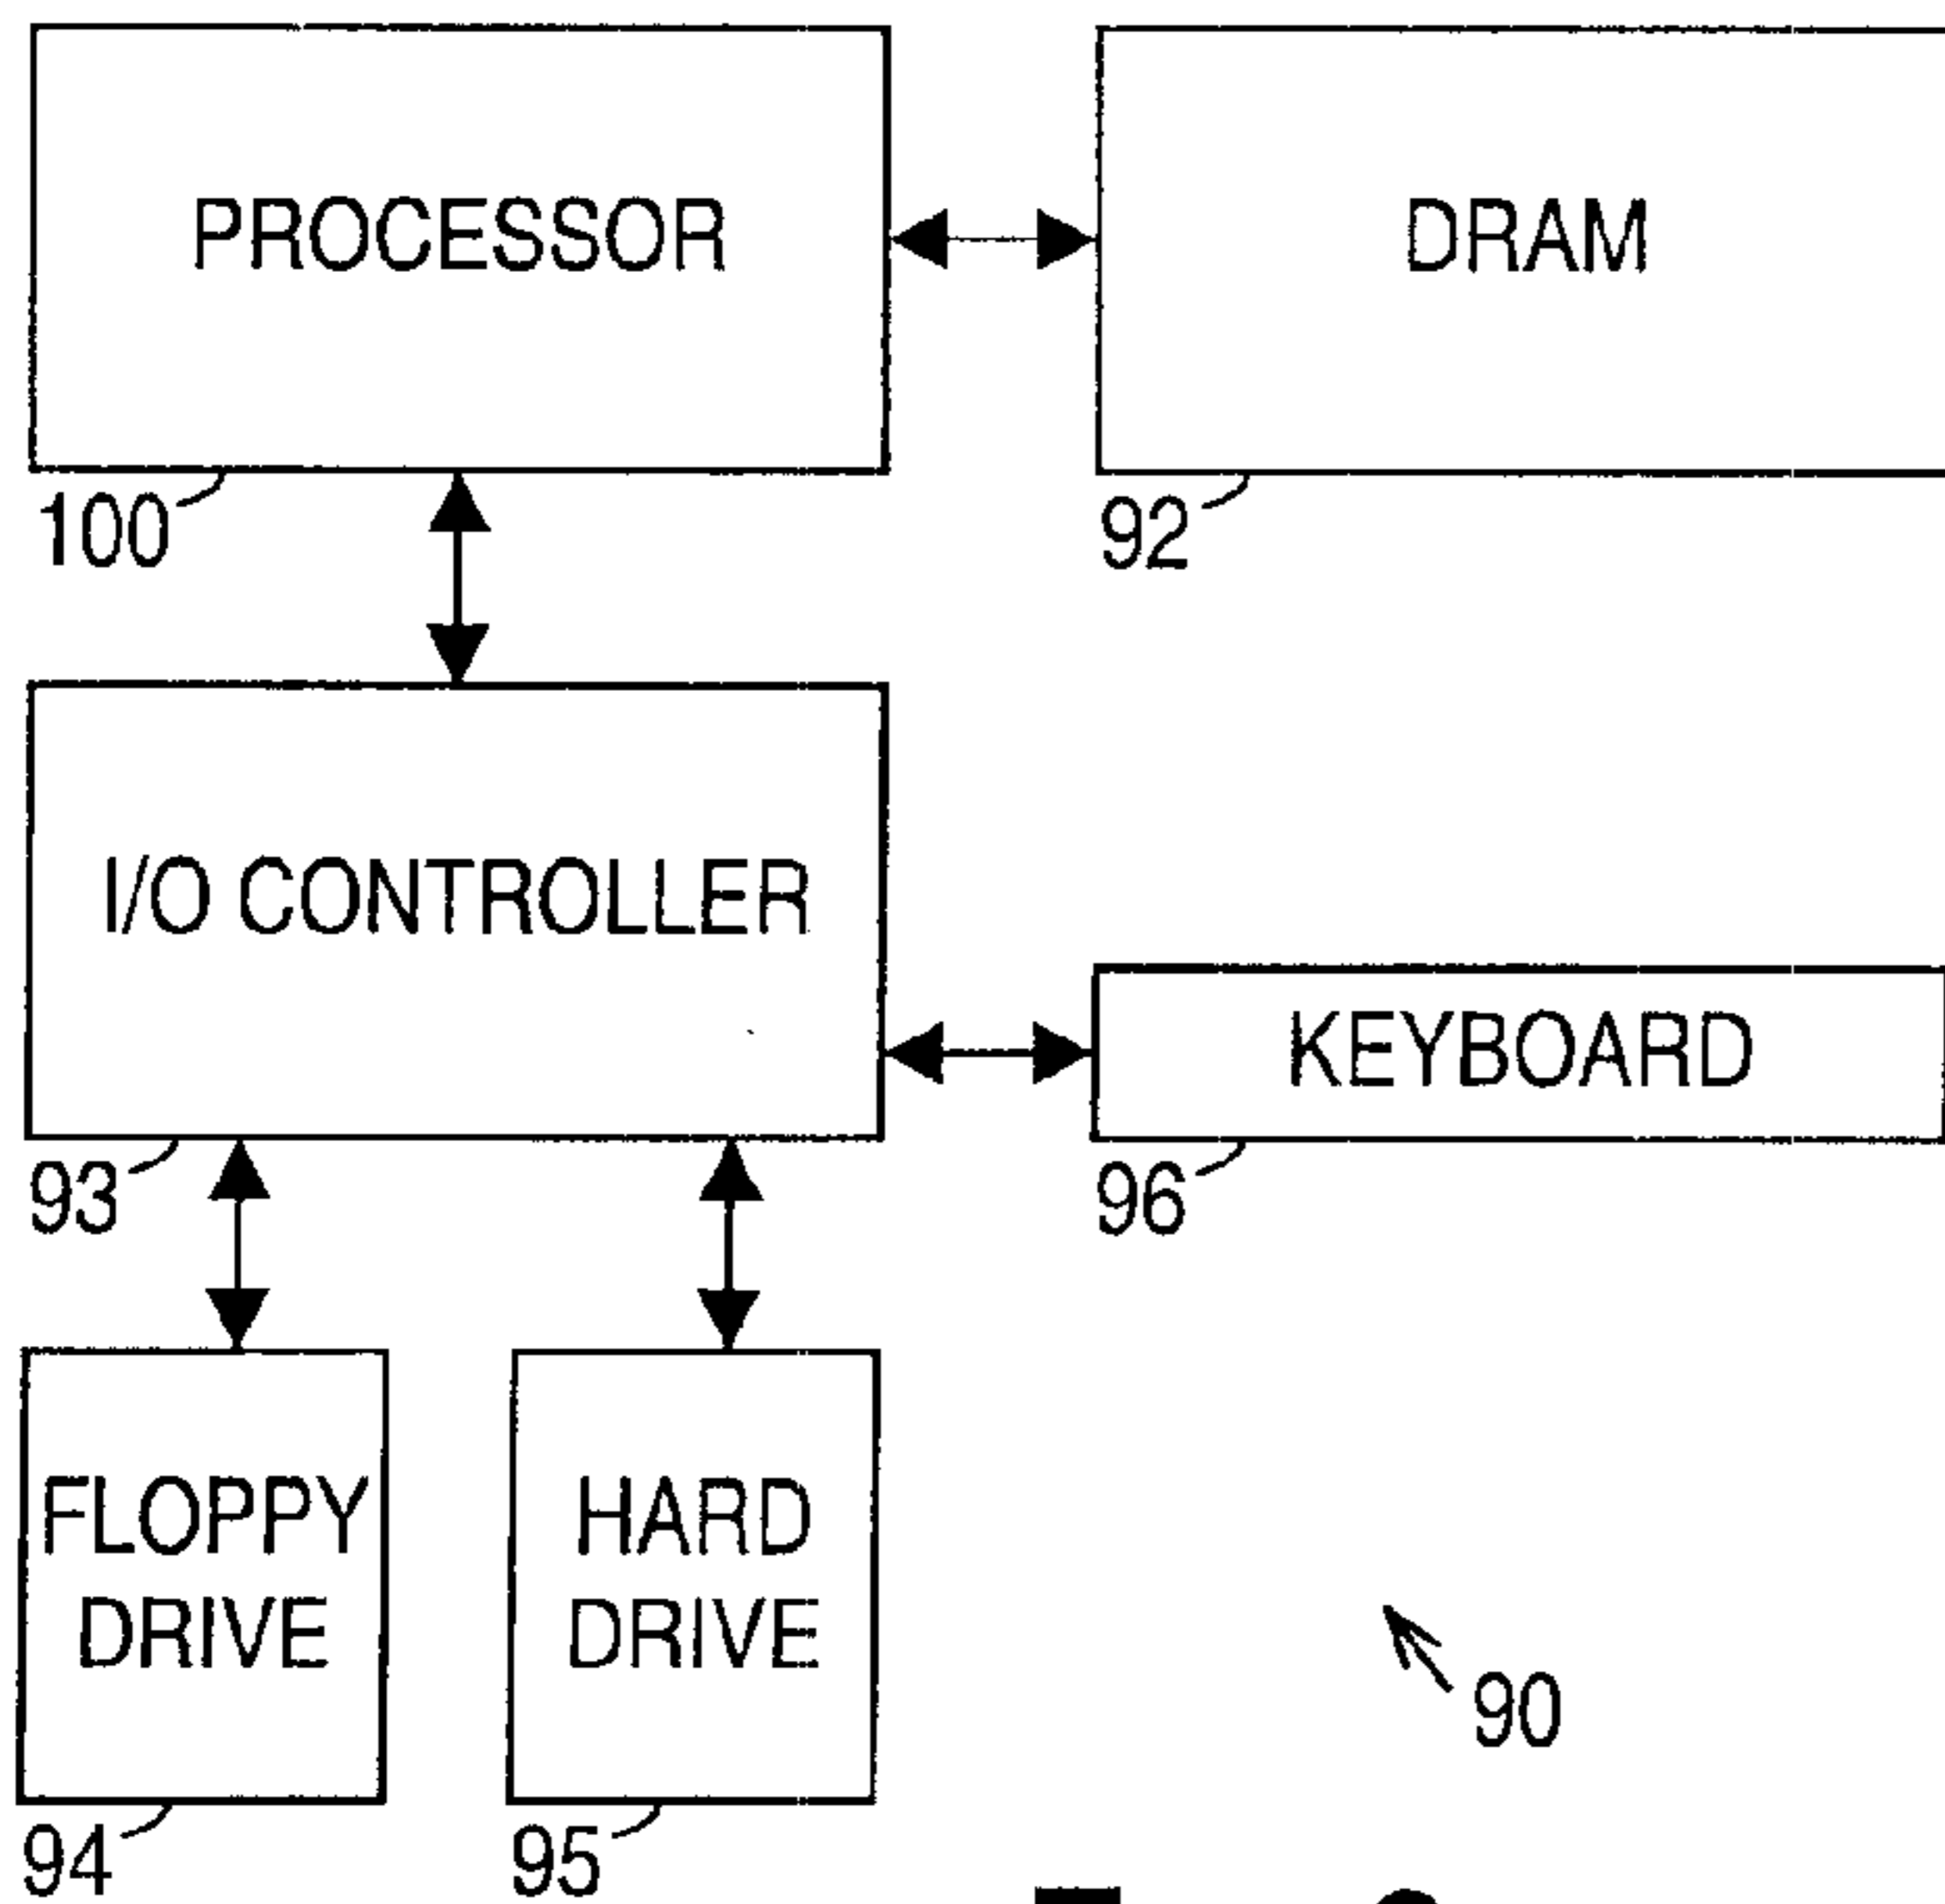 PROCESSOR
DRAM
100
92
I/O CONTROLLER
KEYBOARD
93
96
FLOPPY
DRIVE
HARD
DRIVE
90
94
95